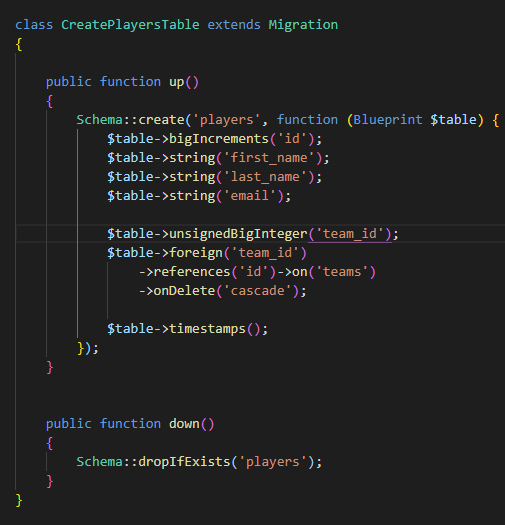 class CreatePlayersTable extends Migration
{
public function up()
{
Schema::create('players', function (Blueprint $table) {
$table->bigIncrements('id');
$table->string('first_name');
$table->string('last_name');
$table->string('email');
$table->unsignedBigInteger('team_id');
$table->foreign('team_id')
->references('id')->on('teams')
->onDelete('cascade');
$table->timestamps();
});
}
public function down()
{
Schema::dropIfExists('players');
}
}